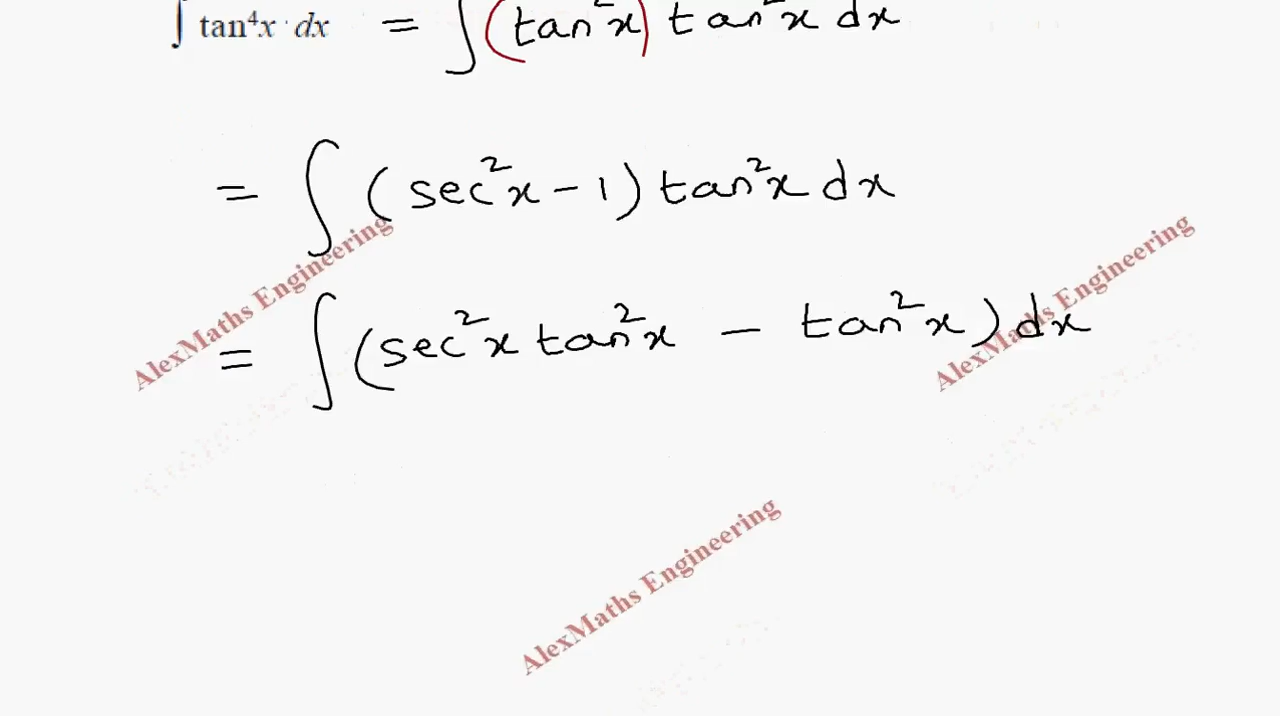 ∫ tan⁴x · dx = ∫ (tan²x) tan²x dx
= ∫ (sec²x − 1) tan²x dx
= ∫ (sec²x tan²x − tan²x) dx
AlexMaths Engineering
AlexMaths Engineering
AlexMaths Engineering